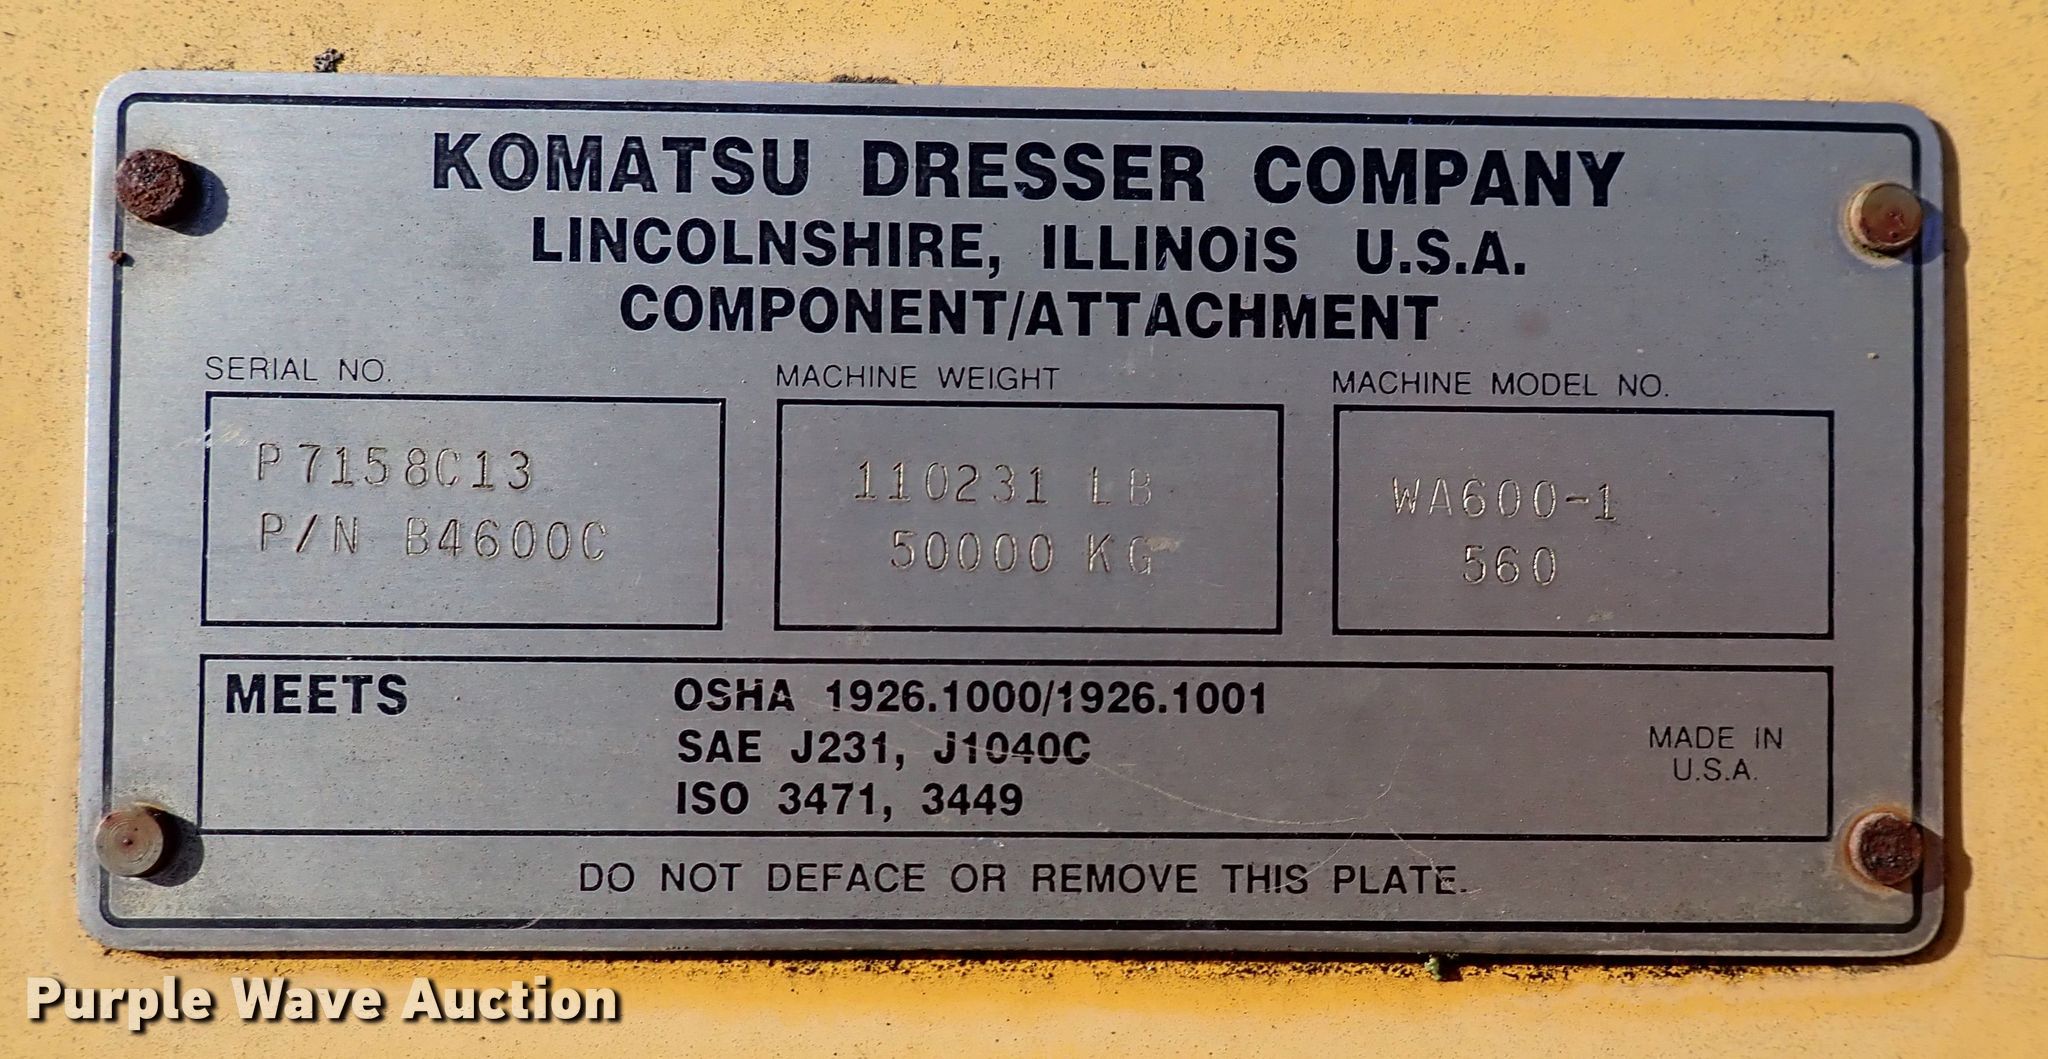 KOMATSU DRESSER COMPANY
LINCOLNSHIRE, ILLINOIS U.S.A.
COMPONENT/ATTACHMENT
SERIAL NO.
P7158C13
P/N B4600C
MACHINE WEIGHT
110231 LB
50000 KG
MACHINE MODEL NO.
WA600-1
560
MEETS
OSHA 1926.1000/1926.1001
SAE J231, J1040C
ISO 3471, 3449
MADE IN
U.S.A.
DO NOT DEFACE OR REMOVE THIS PLATE.
Purple Wave Auction